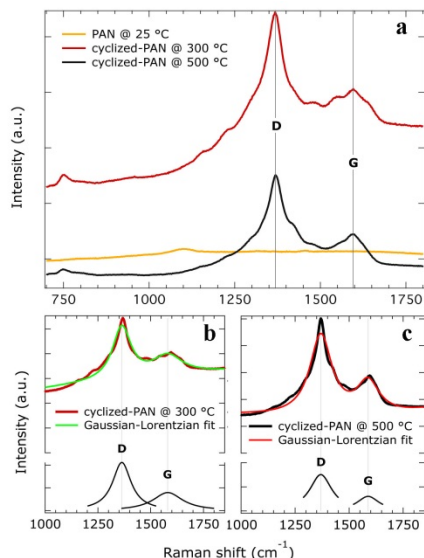 a
PAN @ 25 °C
cyclized-PAN @ 300 °C
cyclized-PAN @ 500 °C
D
G
Intensity (a.u.)
750 1000 1250 1500 1750
b
cyclized-PAN @ 300 °C
Gaussian-Lorentzian fit
D
G
Intensity (a.u.)
1000 1250 1500 1750
c
cyclized-PAN @ 500 °C
Gaussian-Lorentzian fit
D
G
1000 1250 1500 1750
Raman shift (cm⁻¹)